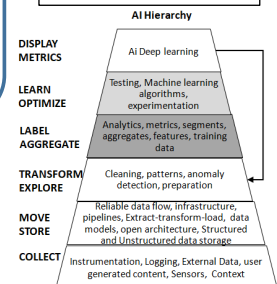 AI Hierarchy
DISPLAY
METRICS
Ai Deep learning
LEARN
OPTIMIZE
Testing, Machine learning
algorithms,
experimentation
LABEL
AGGREGATE
Analytics, metrics, segments,
aggregates, features, training
data
TRANSFORM
EXPLORE
Cleaning, patterns, anomaly
detection, preparation
MOVE
STORE
Reliable data flow, infrastructure,
pipelines, Extract-transform-load, data
models, open architecture, Structured
and Unstructured data storage
COLLECT
Instrumentation, Logging, External Data, user
generated content, Sensors, Context